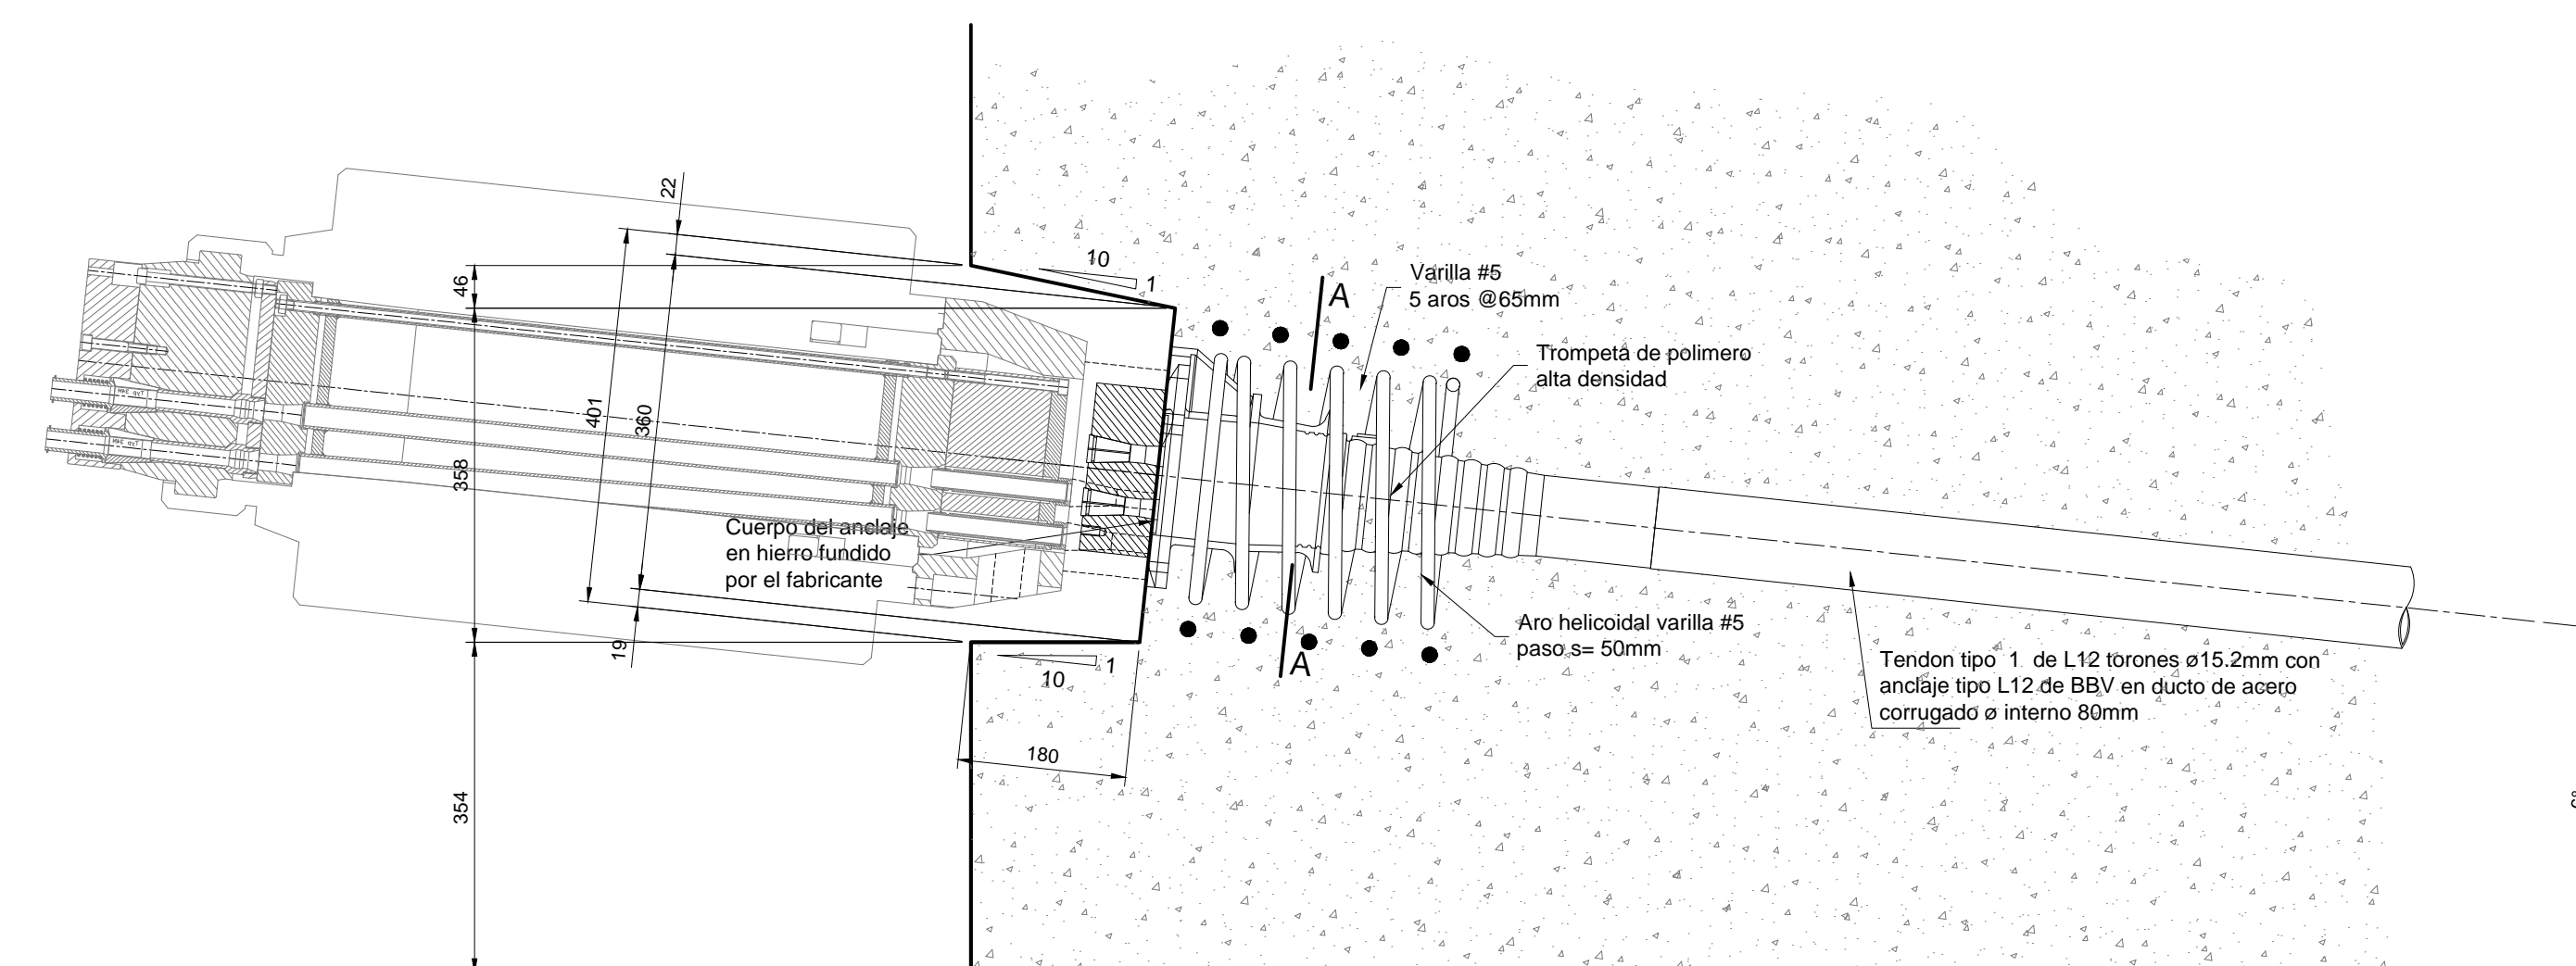 22
46
10
1
Varilla #5
5 aros @65mm
A
Trompeta de polimero
alta densidad
401
360
358
Cuerpo del anclaje
en hierro fundido
por el fabricante
19
Aro helicoidal varilla #5
paso s= 50mm
A
1
10
Tendon tipo 1 de L12 torones ø15.2mm con
anclaje tipo L12 de BBV en ducto de acero
corrugado ø interno 80mm
180
354